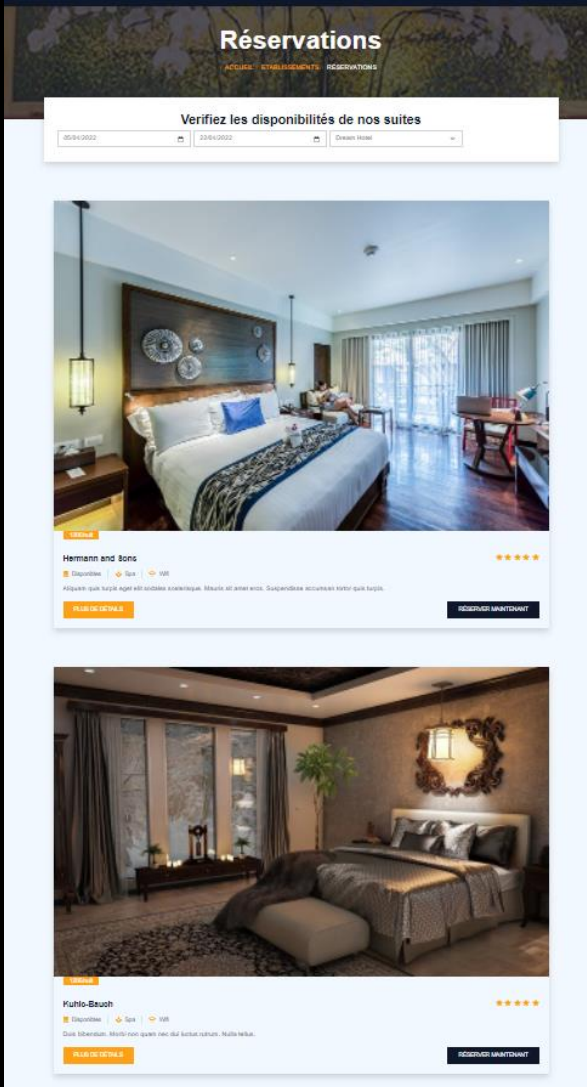 Réservations
ACCUEIL ETABLISSEMENTS RÉSERVATIONS
Verifiez les disponibilités de nos suites
05/04/2022 22/04/2022 Dream Hotel
Hermann and Sons
Disponibles Spa Wifi
Aliquam quis turpis eget elit sodales scelerisque. Mauris sit amet eros. Suspendisse accumsan tortor quis turpis.
PLUS DE DÉTAILS RÉSERVER MAINTENANT
Disponibles Spa Wifi
Duis bibendum. Morbi non quam nec dui luctus rutrum. Nulla tellus.
PLUS DE DÉTAILS RÉSERVER MAINTENANT